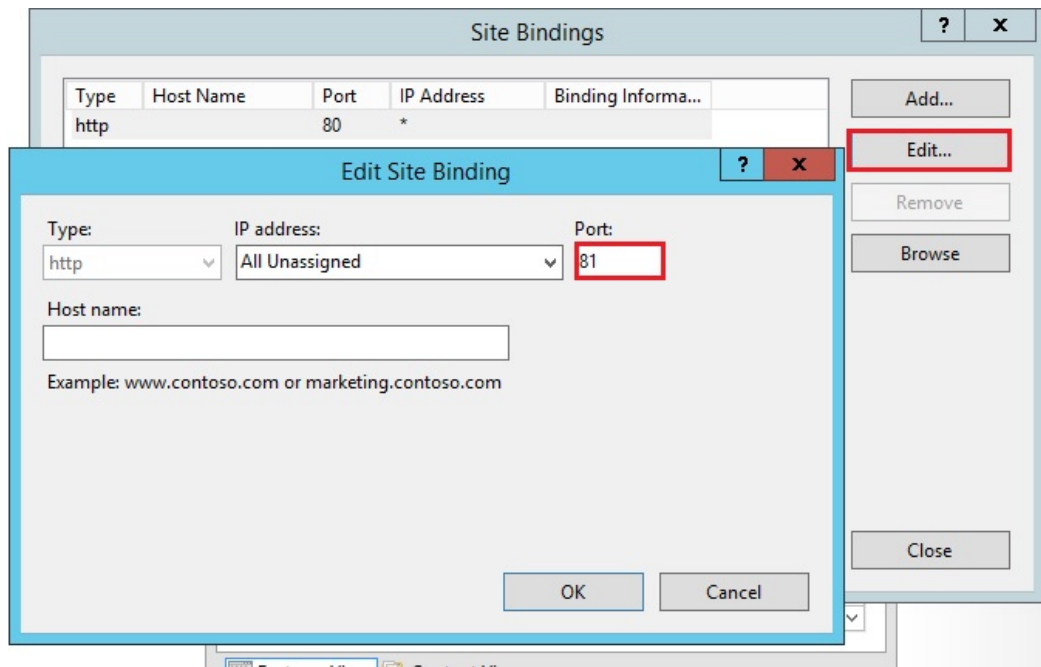 Site Bindings
? x
Type Host Name Port IP Address Binding Informa...
http 80 *
Add...
Edit...
Remove
Browse
Close
Edit Site Binding
? x
Type: IP address: Port:
http All Unassigned 81
Host name:
Example: www.contoso.com or marketing.contoso.com
OK Cancel